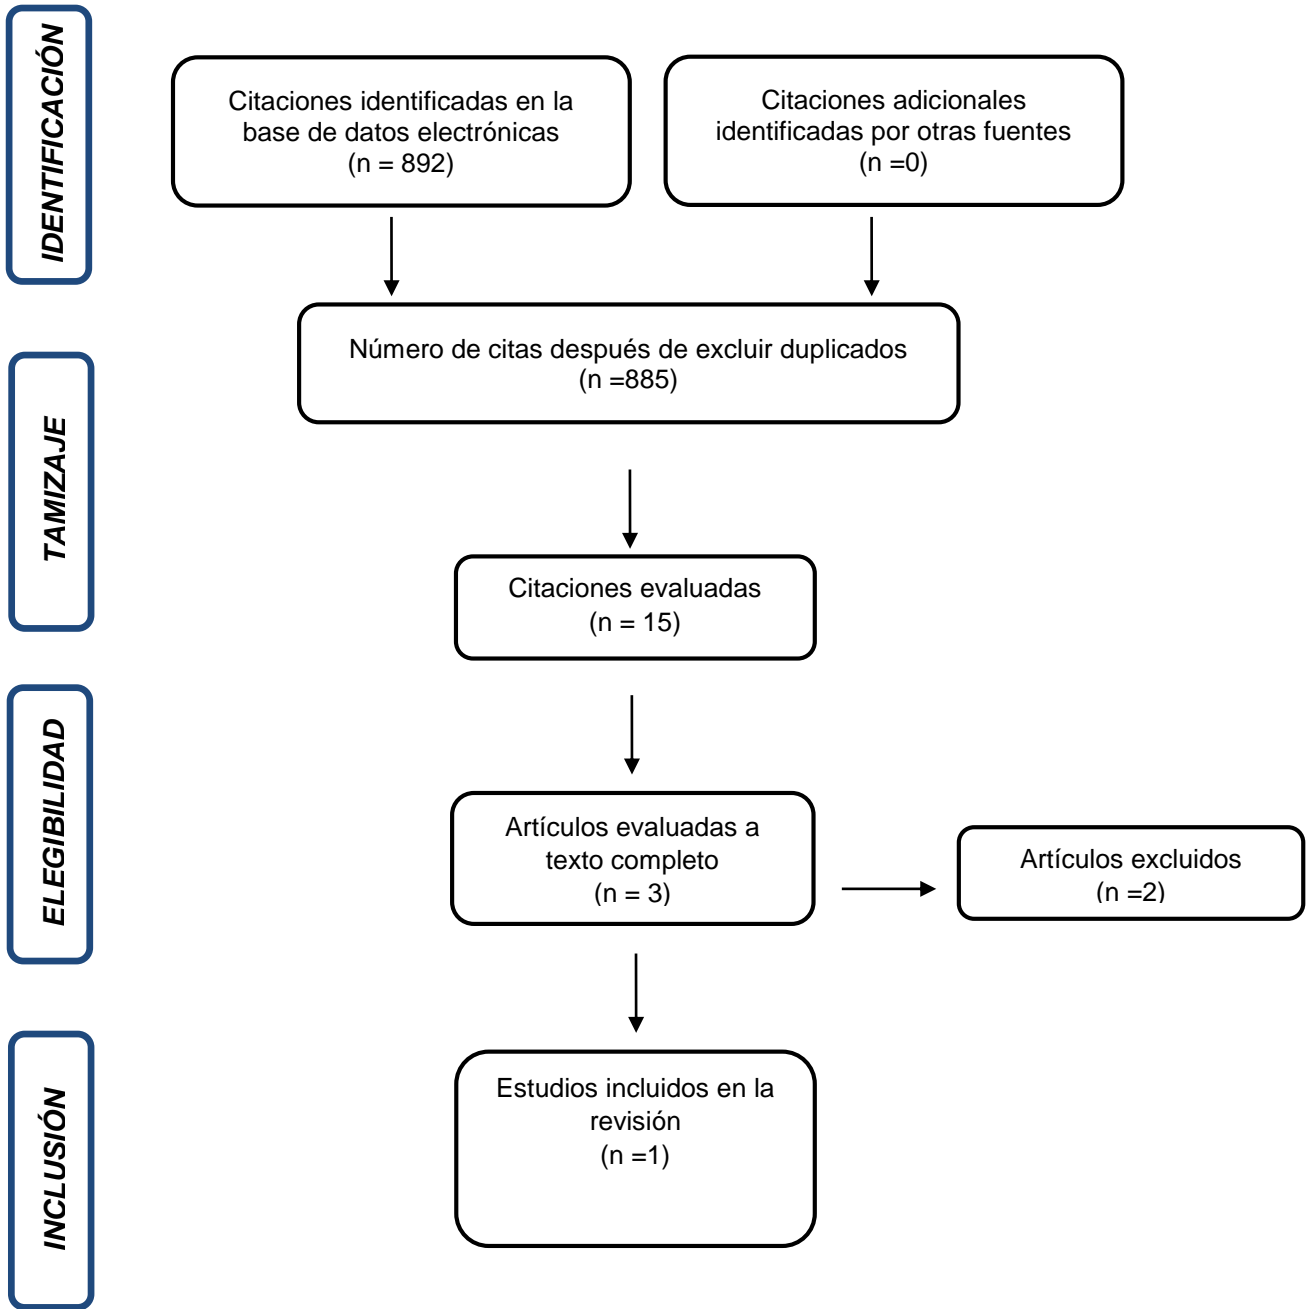 IDENTIFICACIÓN
Citaciones identificadas en la
base de datos electrónicas
(n = 892)
Citaciones adicionales
identificadas por otras fuentes
(n =0)
Número de citas después de excluir duplicados
(n =885)
TAMIZAJE
Citaciones evaluadas
(n = 15)
ELEGIBILIDAD
Artículos evaluadas a
texto completo
(n = 3)
Artículos excluidos
(n =2)
INCLUSIÓN
Estudios incluidos en la
revisión
(n =1)